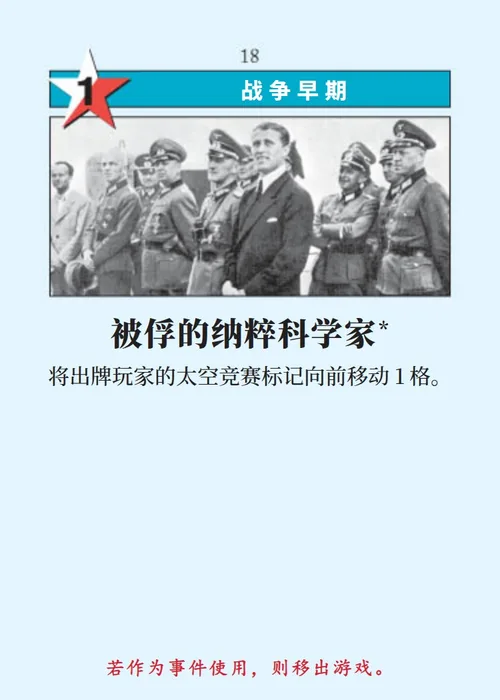 18
1
战争早期
被俘的纳粹科学家*
将出牌玩家的太空竞赛标记向前移动1格。
若作为事件使用，则移出游戏。